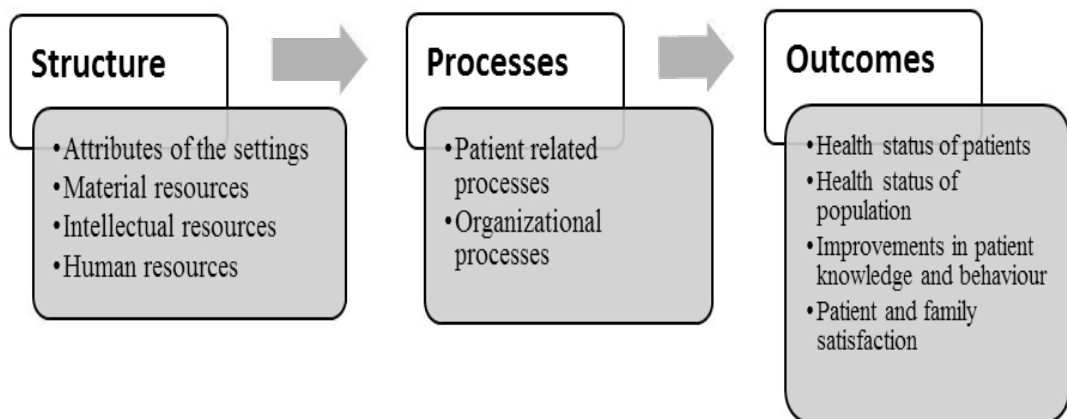 Structure
•Attributes of the settings
•Material resources
•Intellectual resources
•Human resources
Processes
•Patient related
processes
•Organizational
processes
Outcomes
•Health status of patients
•Health status of
population
•Improvements in patient
knowledge and behaviour
•Patient and family
satisfaction